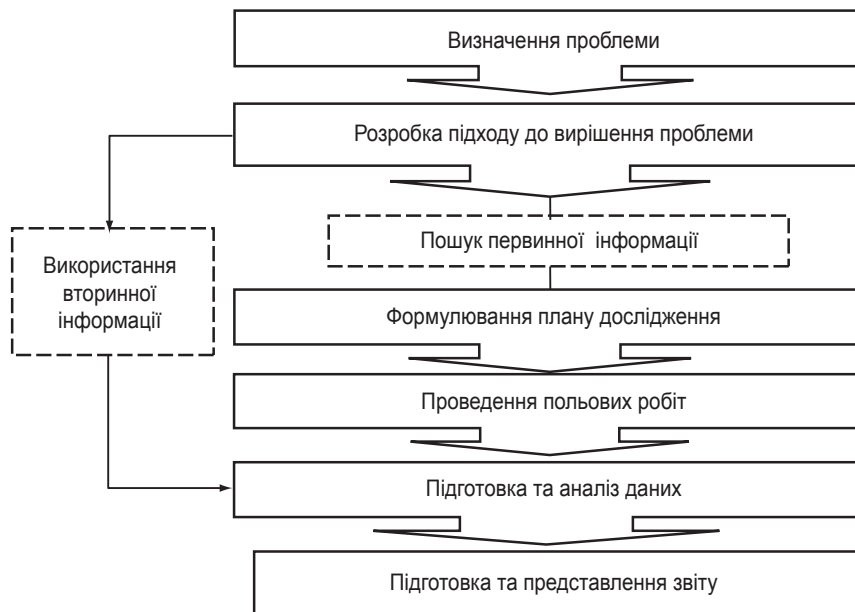 Визначення проблеми
Розробка підходу до вирішення проблеми
Пошук первинної інформації
Використання
вторинної
інформації
Формулювання плану дослідження
Проведення польових робіт
Підготовка та аналіз даних
Підготовка та представлення звіту